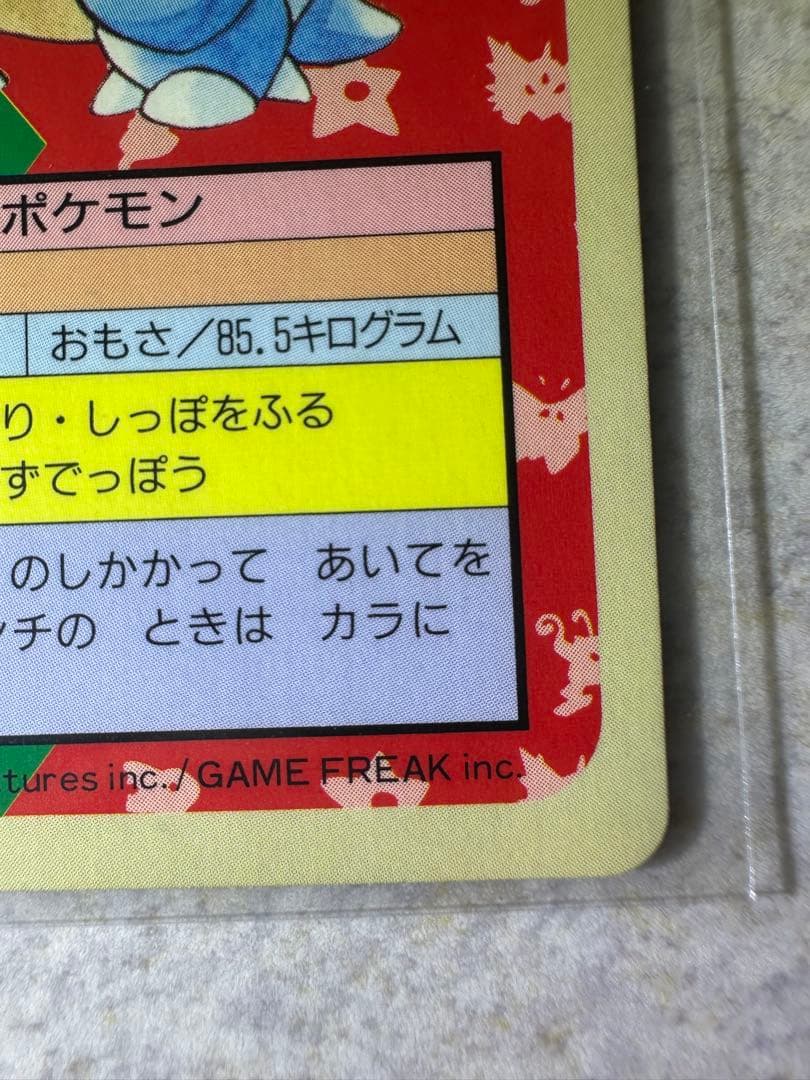 ポケモン
おもさ／85.5キログラム
り・しっぽをふる
ずでっぽう
のしかかって　あいてを
ンチの　ときは　カラに
tures inc./GAME FREAK inc.